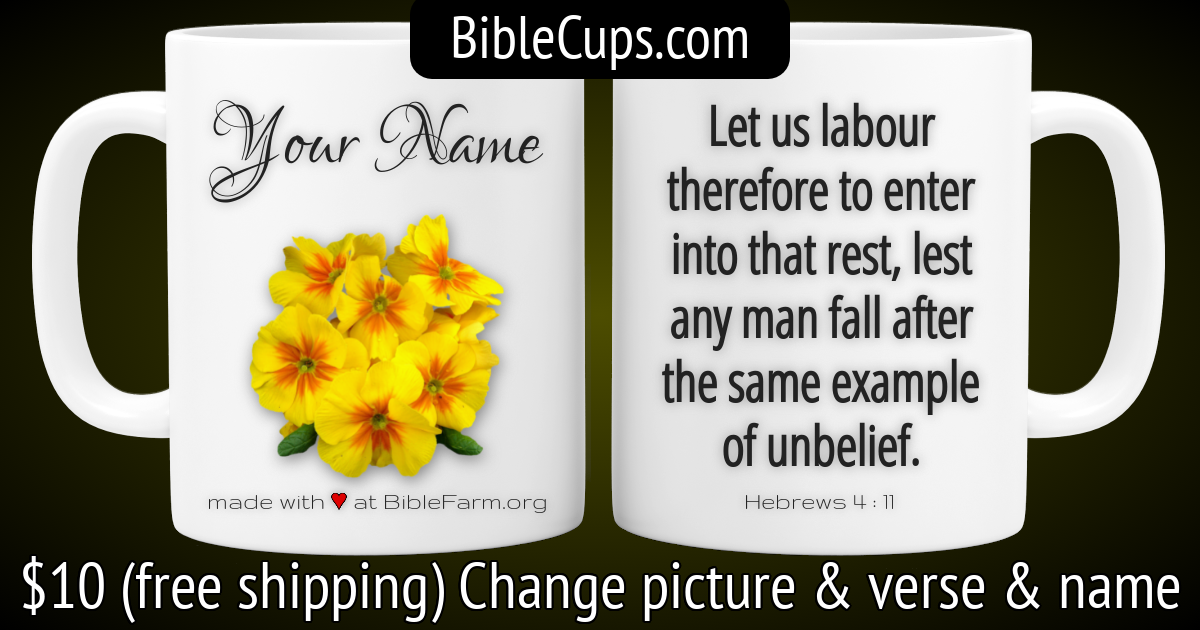 BibleCups.com
Your Name
made with ♥ at BibleFarm.org
Let us labour
therefore to enter
into that rest, lest
any man fall after
the same example
of unbelief.
Hebrews 4 : 11
$10 (free shipping) Change picture & verse & name